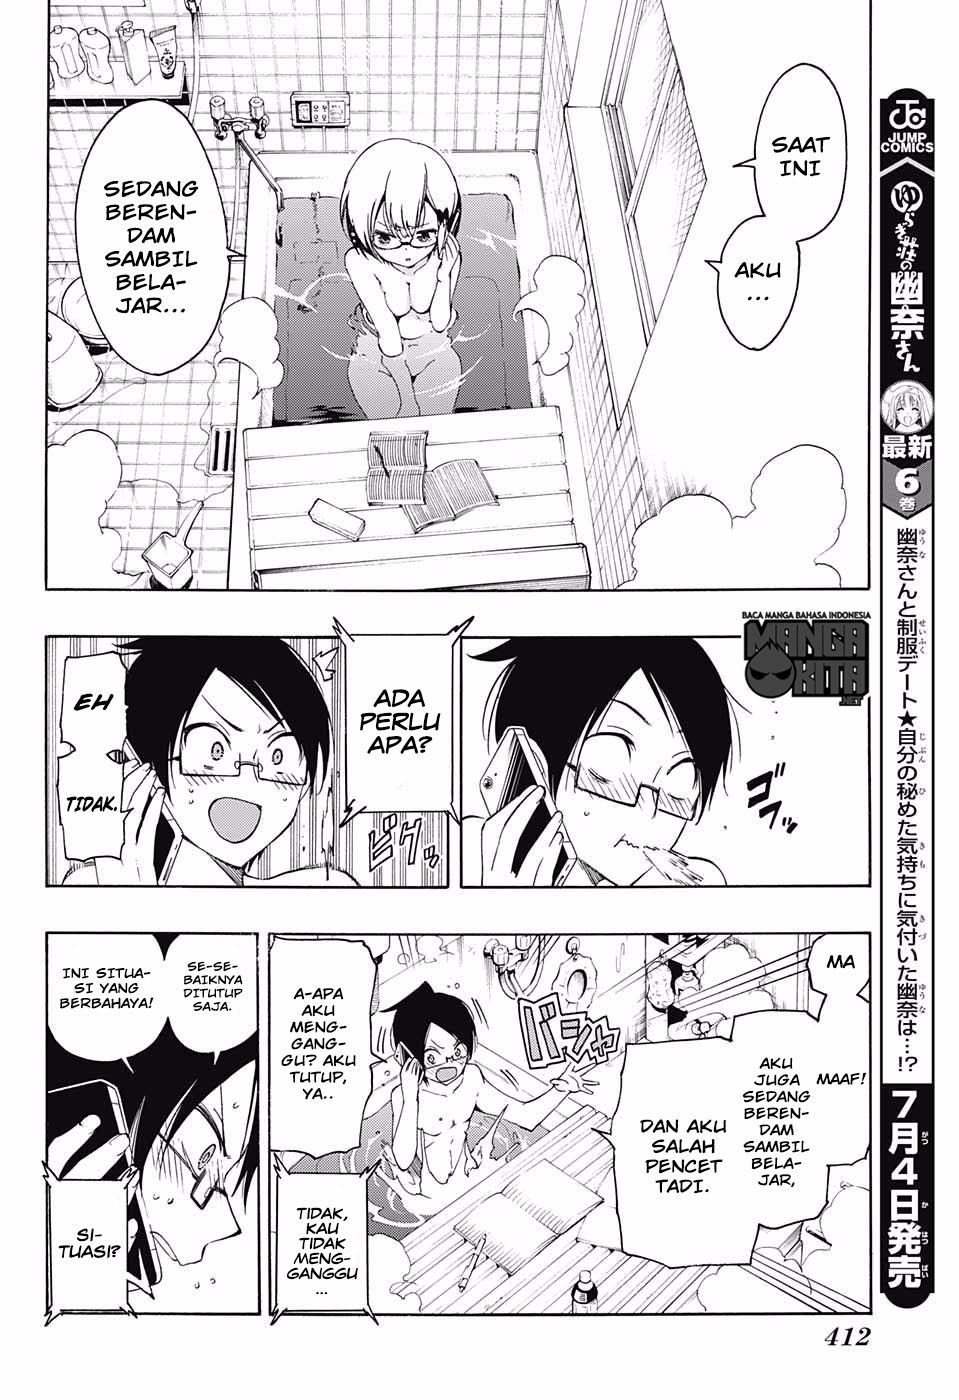 SAAT
INI
AKU
...
SEDANG
BEREN-
DAM
SAMBIL
BELA-
JAR...
BACA MANGA BAHASA INDONESIA
MANGA
KITA
.NET
ゴク
ADA
PERLU
APA?
ビクッ
EH
TIDAK.
MA
MAAF!
AKU
JUGA
SEDANG
BEREN-
DAM
SAMBIL
BELA-
JAR,
DAN AKU
SALAH
PENCET
TADI.
バシャ
A-APA
AKU
MENG-
GANG-
GU? AKU
TUTUP,
YA..
TIDAK,
KAU
TIDAK
MENG-
GANGGU
...
SE-SE-
BAIKNYA
DITUTUP
SAJA.
INI SITUA-
SI YANG
BERBAHAYA!
SI-
TUASI?
JC
JUMP
COMICS
ゆらぎ荘の幽奈さん
最新
6
巻
幽奈さんと制服デート★自分の秘めた気持ちに気付いた幽奈は…!?
7月4日発売
412